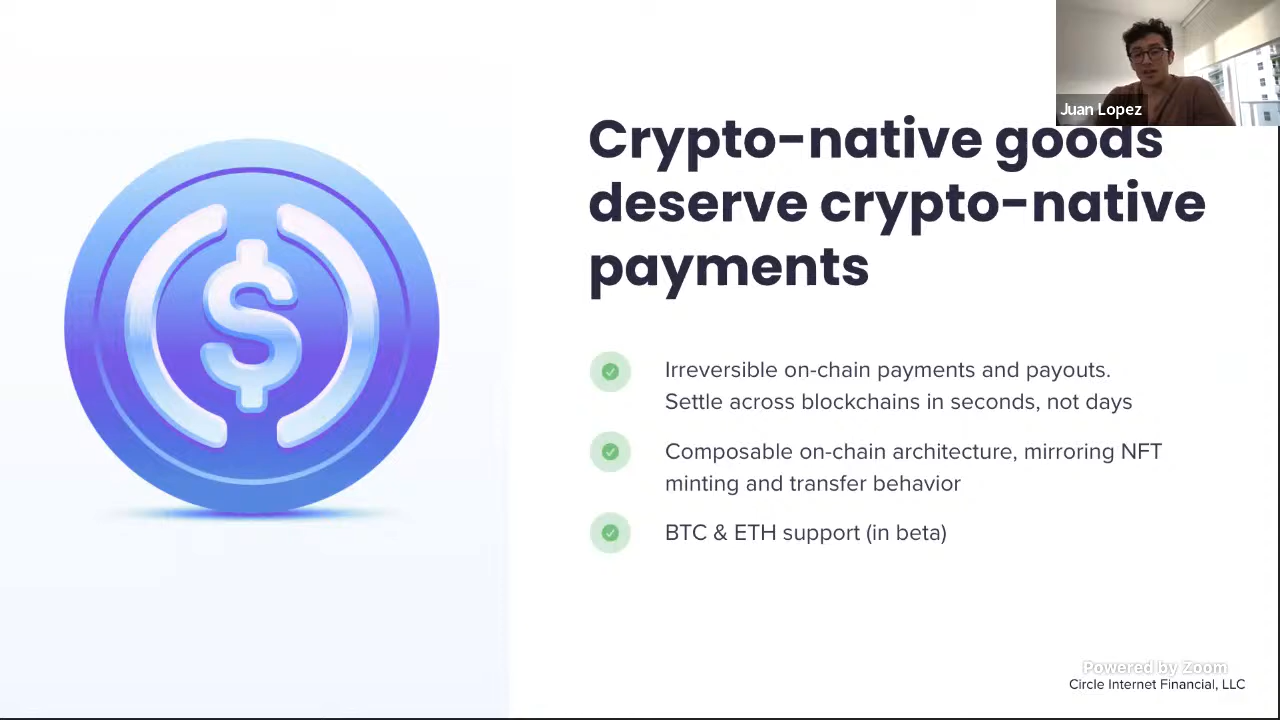 Juan Lopez
Crypto-native goods
deserve crypto-native
payments
Irreversible on-chain payments and payouts.
Settle across blockchains in seconds, not days
Composable on-chain architecture, mirroring NFT
minting and transfer behavior
BTC & ETH support (in beta)
Powered by Zoom
Circle Internet Financial, LLC